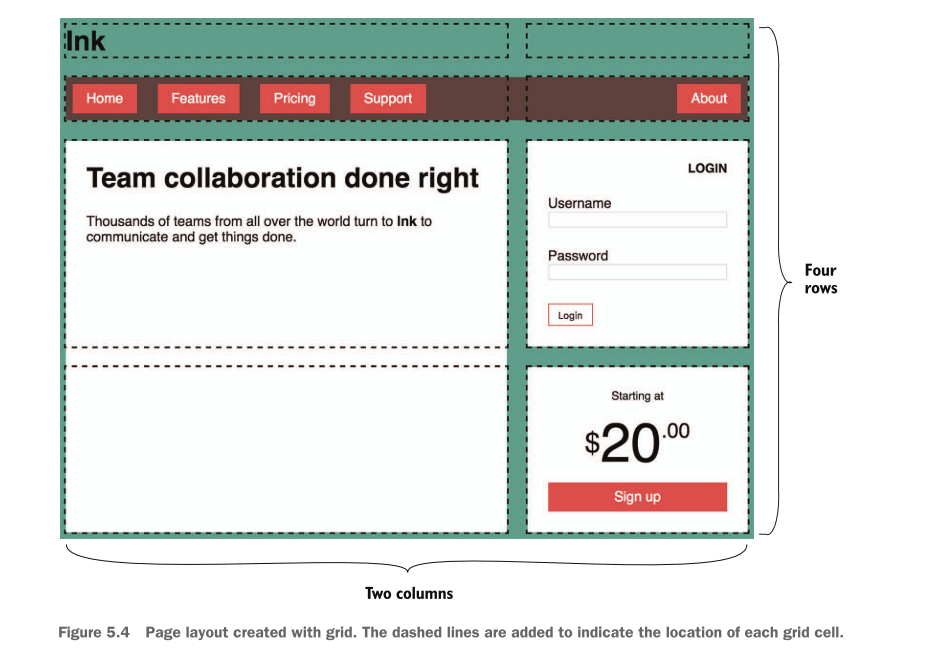 Ink
Home Features Pricing Support About
Team collaboration done right
Thousands of teams from all over the world turn to Ink to
communicate and get things done.
LOGIN
Username
Password
Login
Starting at
$20.00
Sign up
Four
rows
Two columns
Figure 5.4 Page layout created with grid. The dashed lines are added to indicate the location of each grid cell.